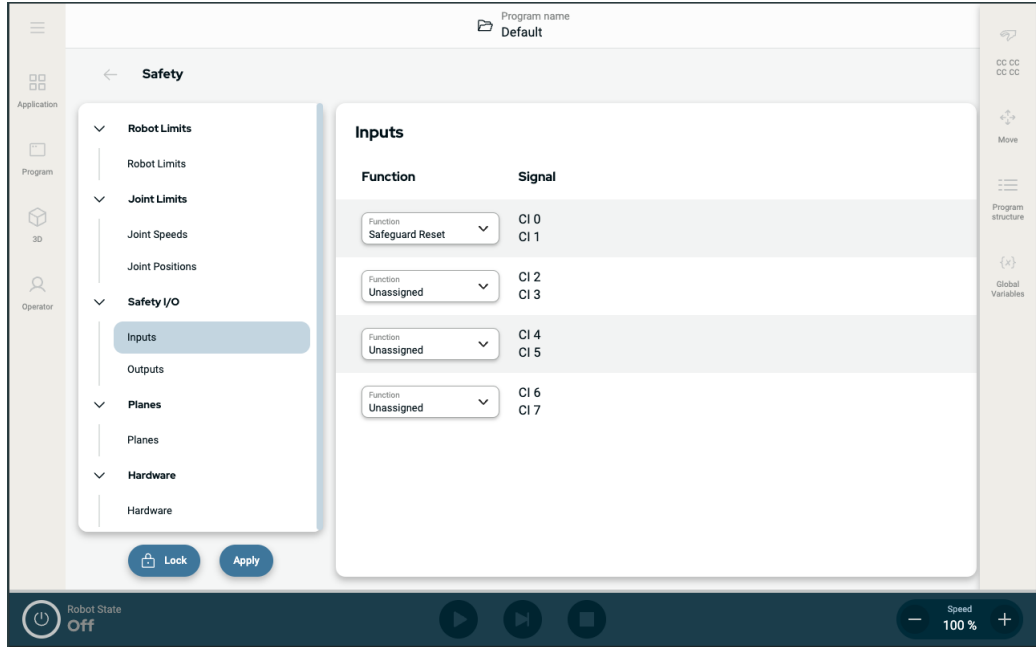 Program name
Default
Application
Program
3D
Operator
Safety
Robot Limits
Robot Limits
Joint Limits
Joint Speeds
Joint Positions
Safety I/O
Inputs
Outputs
Planes
Planes
Hardware
Hardware
Lock
Apply
Inputs
Function Signal
Function
Safeguard Reset
CI 0
CI 1
Function
Unassigned
CI 2
CI 3
Function
Unassigned
CI 4
CI 5
Function
Unassigned
CI 6
CI 7
CC CC
CC CC
Move
Program
structure
{x}
Global
Variables
Robot State
Off
Speed
100 %